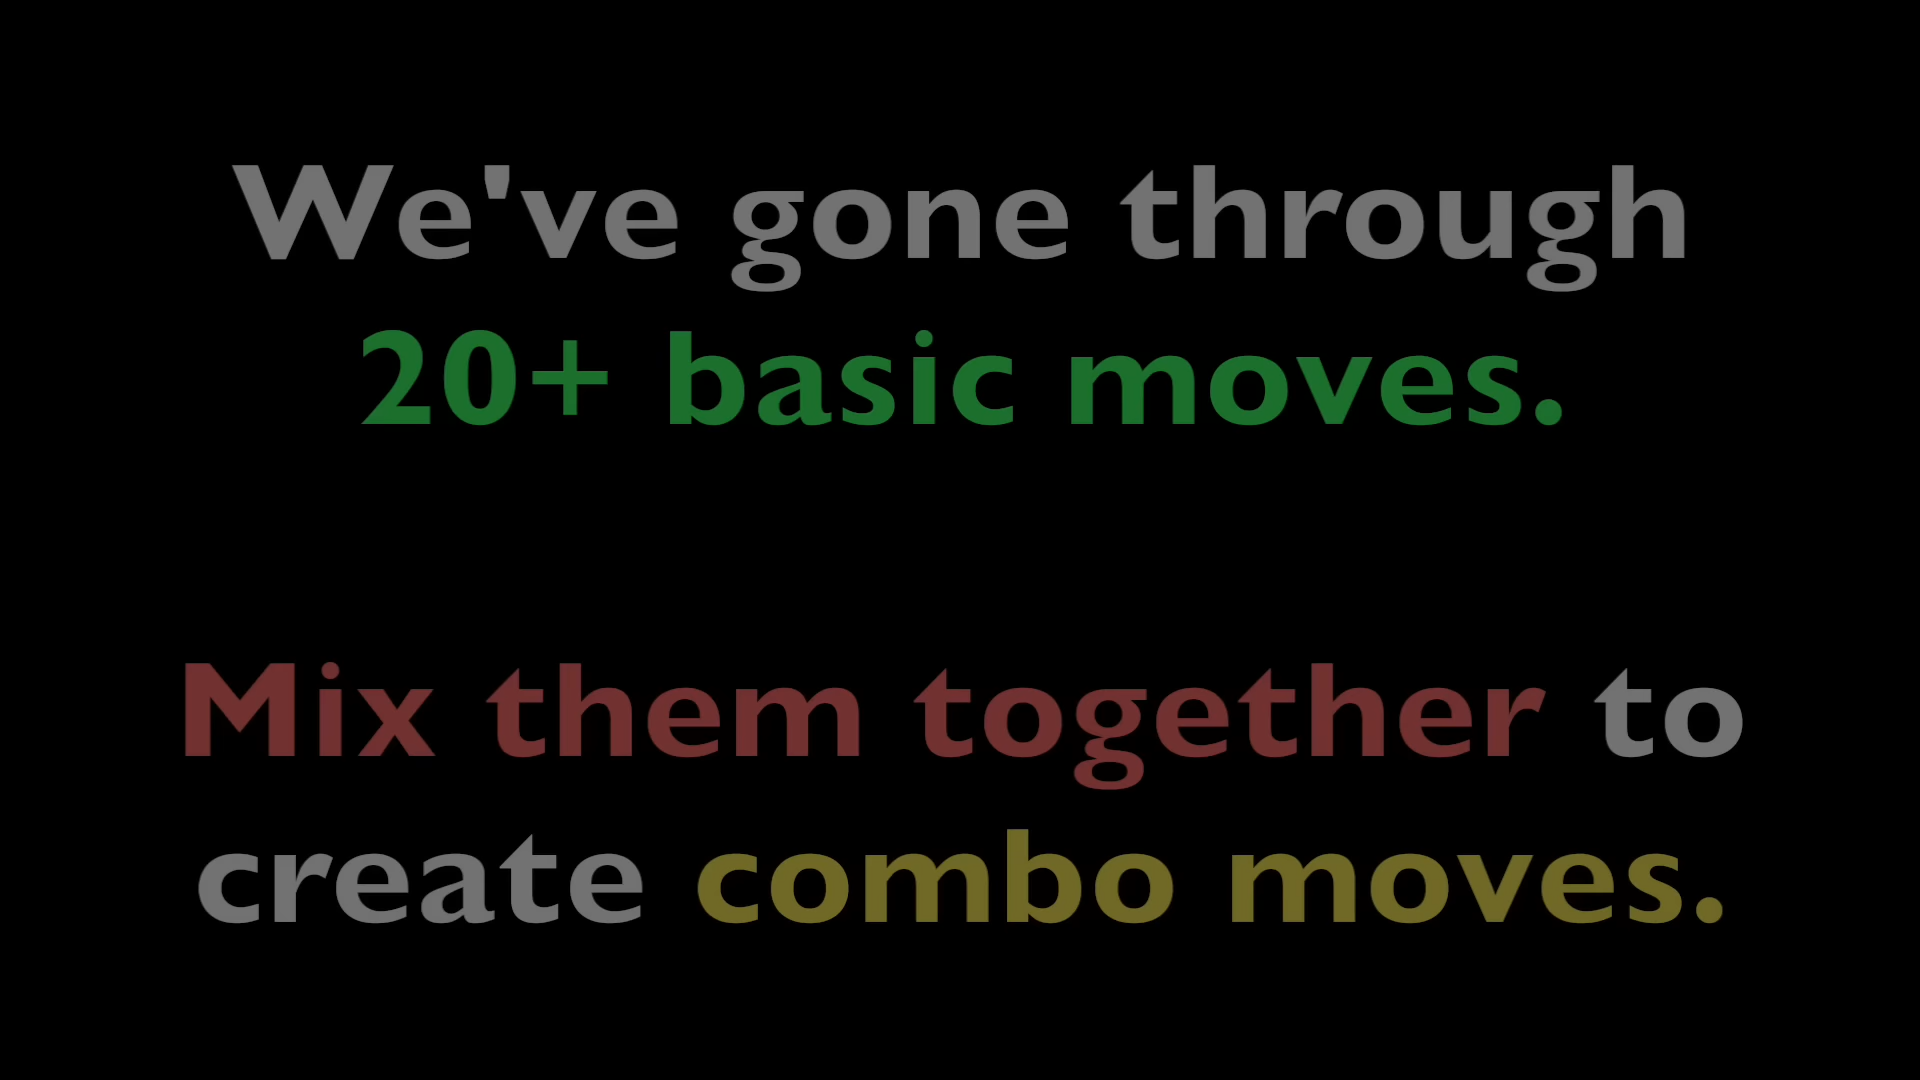 We've gone through
20+ basic moves.
Mix them together to
create combo moves.